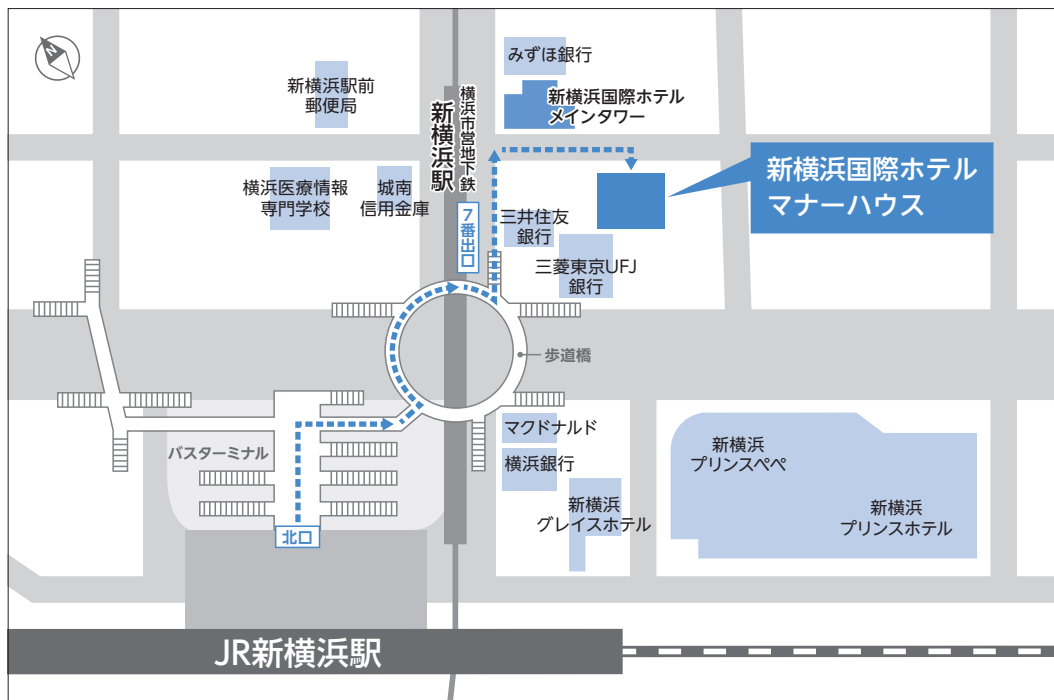 N
みずほ銀行
新横浜国際ホテル
メインタワー
新横浜駅前
郵便局
横浜市営地下鉄
新横浜駅
横浜医療情報
専門学校
城南
信用金庫
7番出口
三井住友
銀行
三菱東京UFJ
銀行
新横浜国際ホテル
マナーハウス
歩道橋
バスターミナル
マクドナルド
横浜銀行
新横浜
グレイスホテル
新横浜
プリンスペペ
新横浜
プリンスホテル
北口
JR新横浜駅